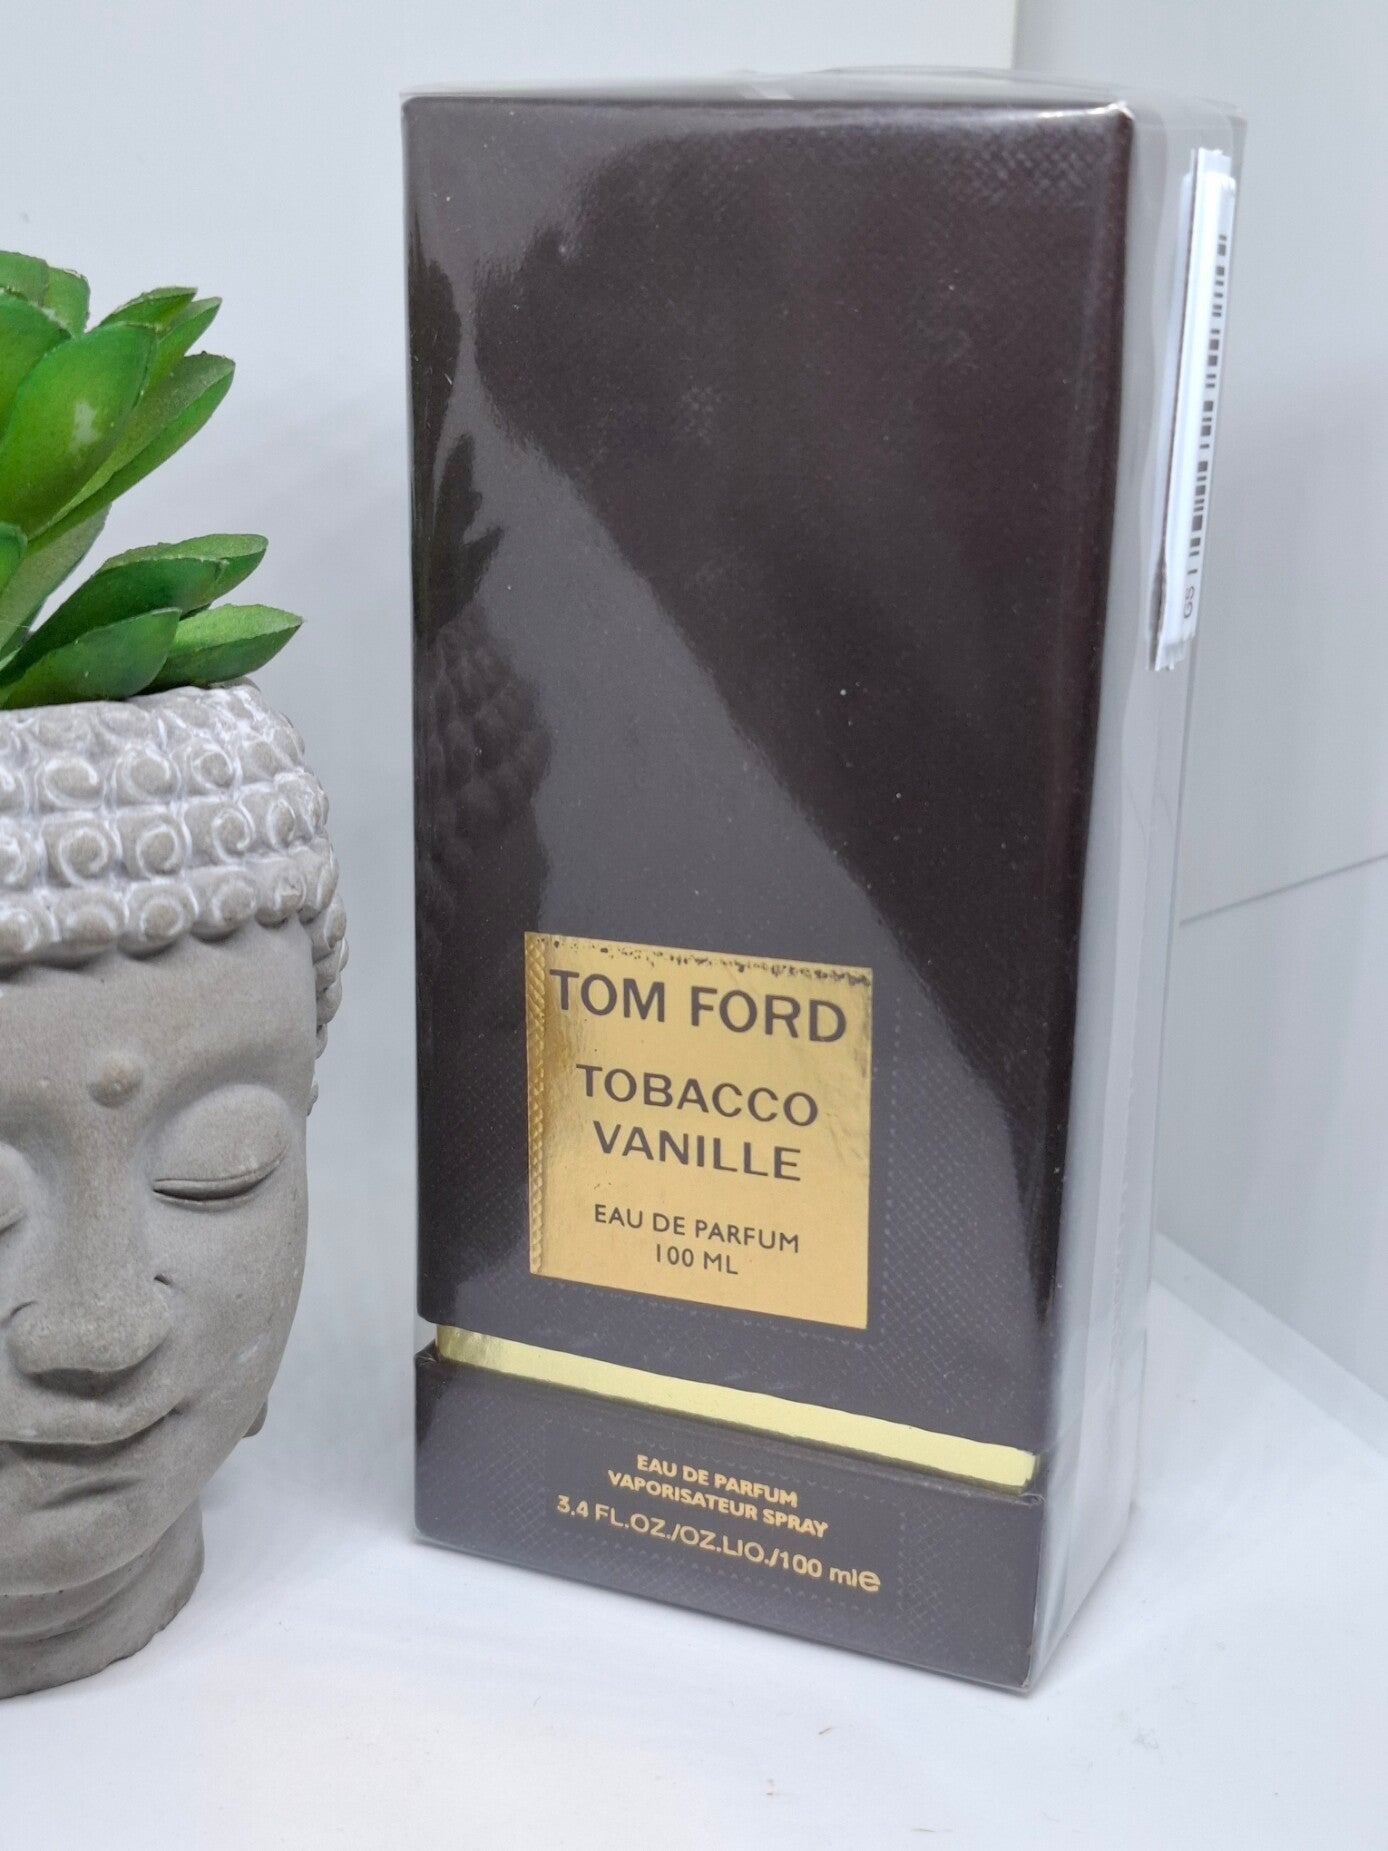 TOM FORD
TOBACCO
VANILLE
EAU DE PARFUM
100 ML
EAU DE PARFUM
VAPORISATEUR SPRAY
3.4 FL.OZ./OZ.LIQ./100 mle